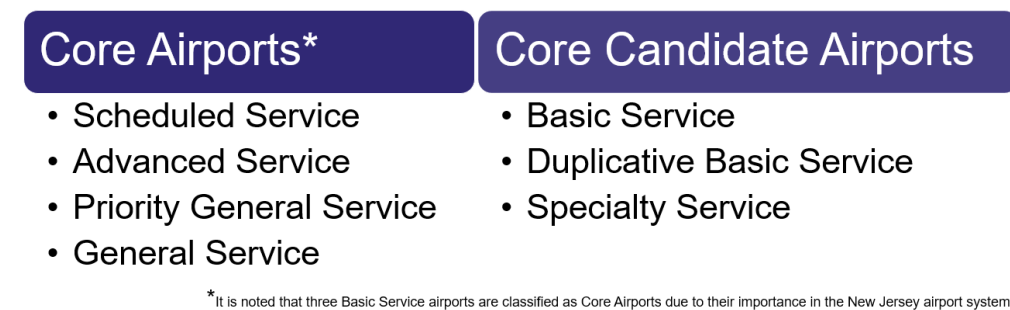 Core Airports*
• Scheduled Service
• Advanced Service
• Priority General Service
• General Service
Core Candidate Airports
• Basic Service
• Duplicative Basic Service
• Specialty Service
*It is noted that three Basic Service airports are classified as Core Airports due to their importance in the New Jersey airport system